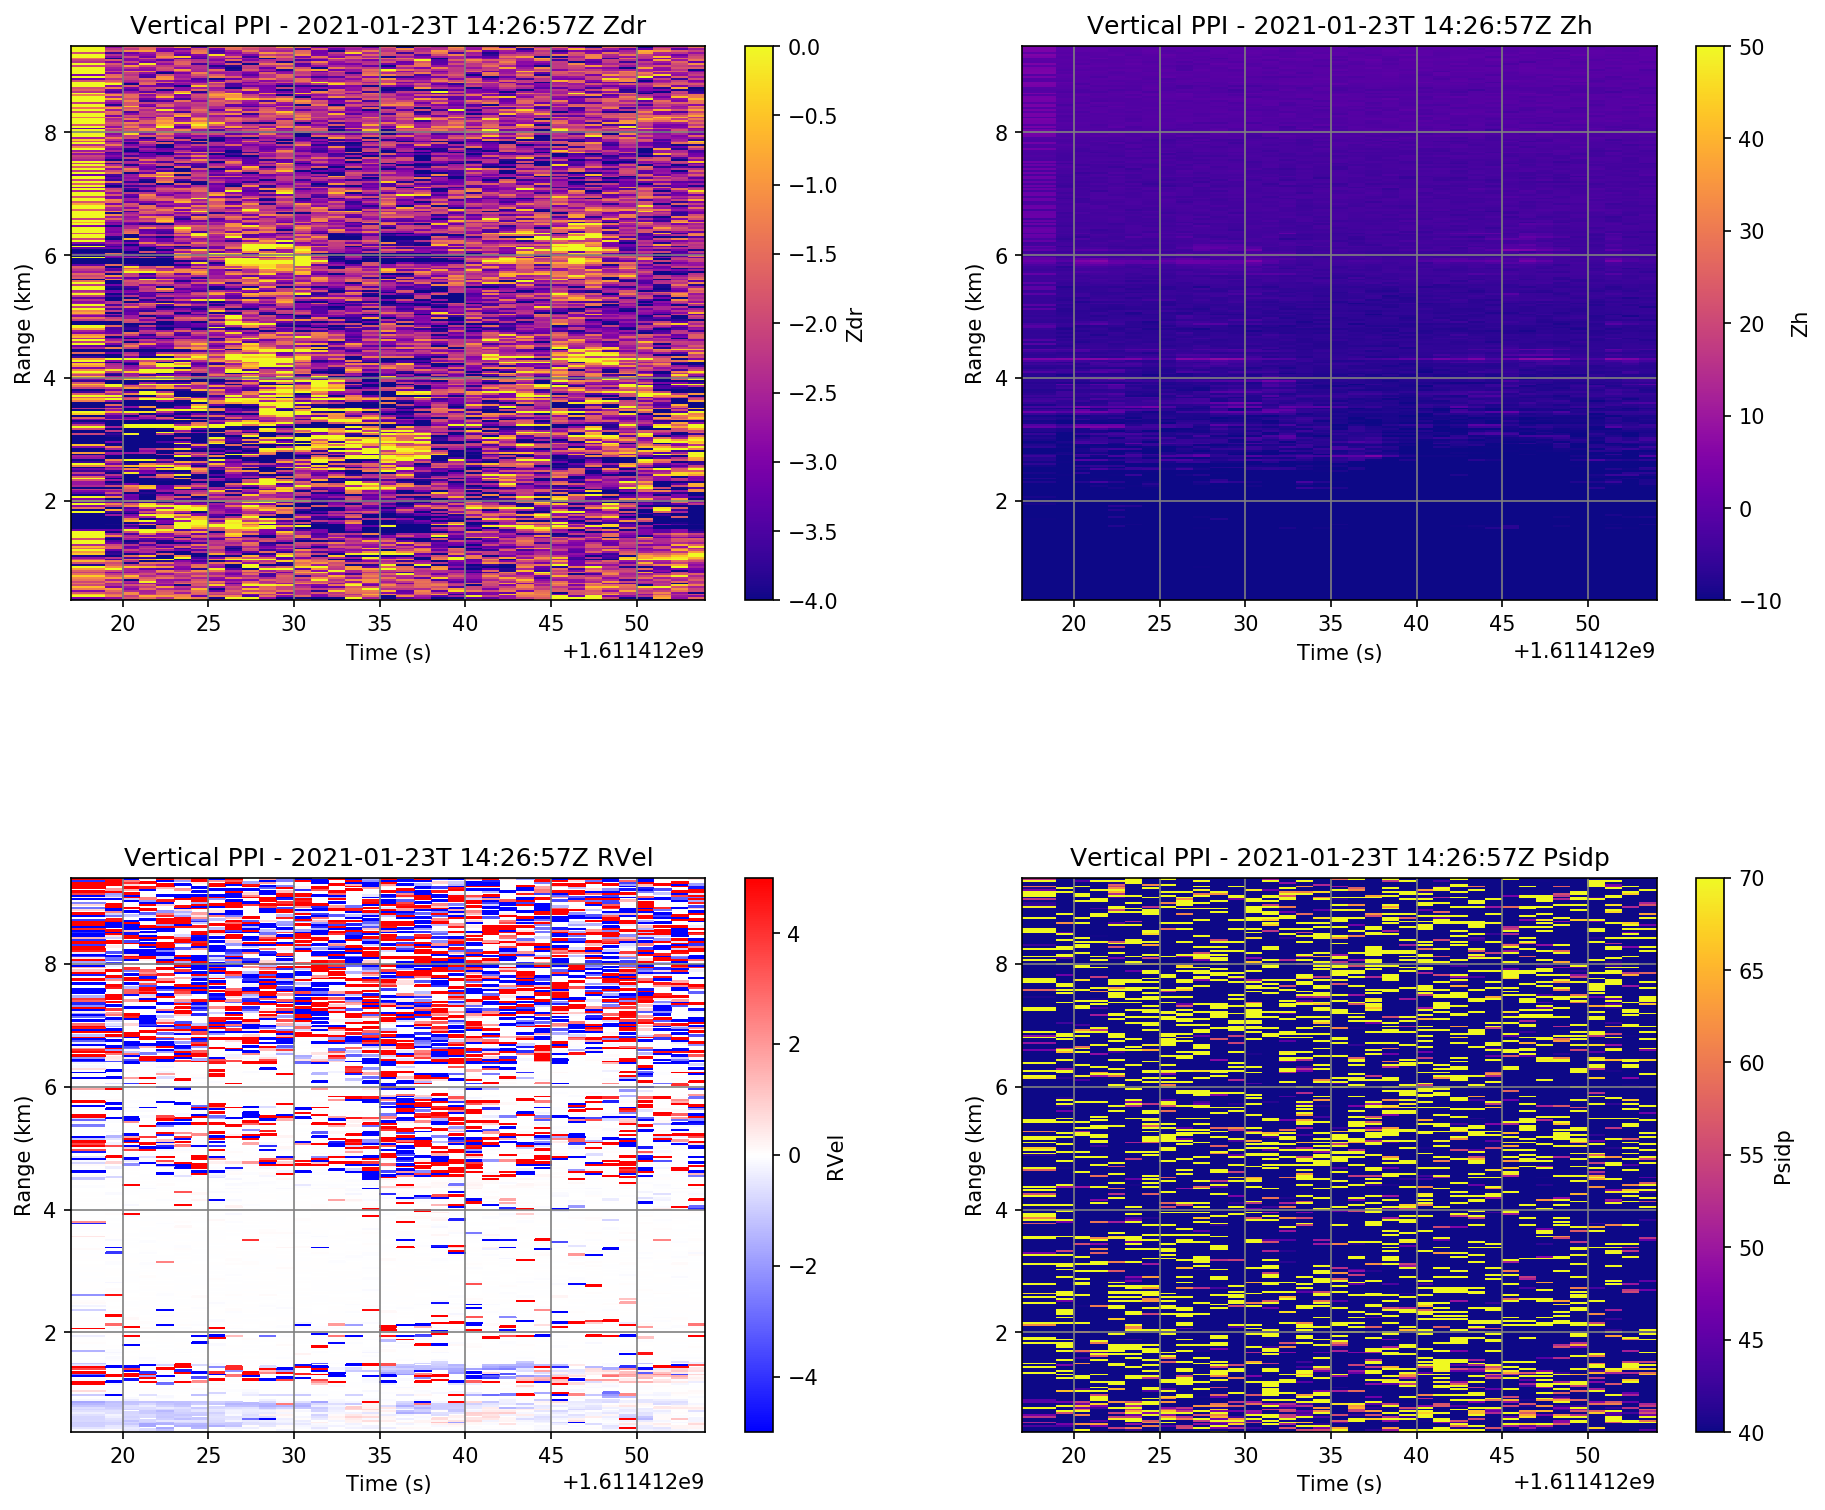 Vertical PPI - 2021-01-23T 14:26:57Z Zdr
8
6
4
2
Range (km)
20 25 30 35 40 45 50
Time (s)
+1.611412e9
0.0
−0.5
−1.0
−1.5
−2.0
−2.5
−3.0
−3.5
−4.0
Zdr
Vertical PPI - 2021-01-23T 14:26:57Z Zh
8
6
4
2
Range (km)
20 25 30 35 40 45 50
Time (s)
+1.611412e9
50
40
30
20
10
0
−10
Zh
Vertical PPI - 2021-01-23T 14:26:57Z RVel
8
6
4
2
Range (km)
20 25 30 35 40 45 50
Time (s)
+1.611412e9
4
2
0
−2
−4
RVel
Vertical PPI - 2021-01-23T 14:26:57Z Psidp
8
6
4
2
Range (km)
20 25 30 35 40 45 50
Time (s)
+1.611412e9
70
65
60
55
50
45
40
Psidp